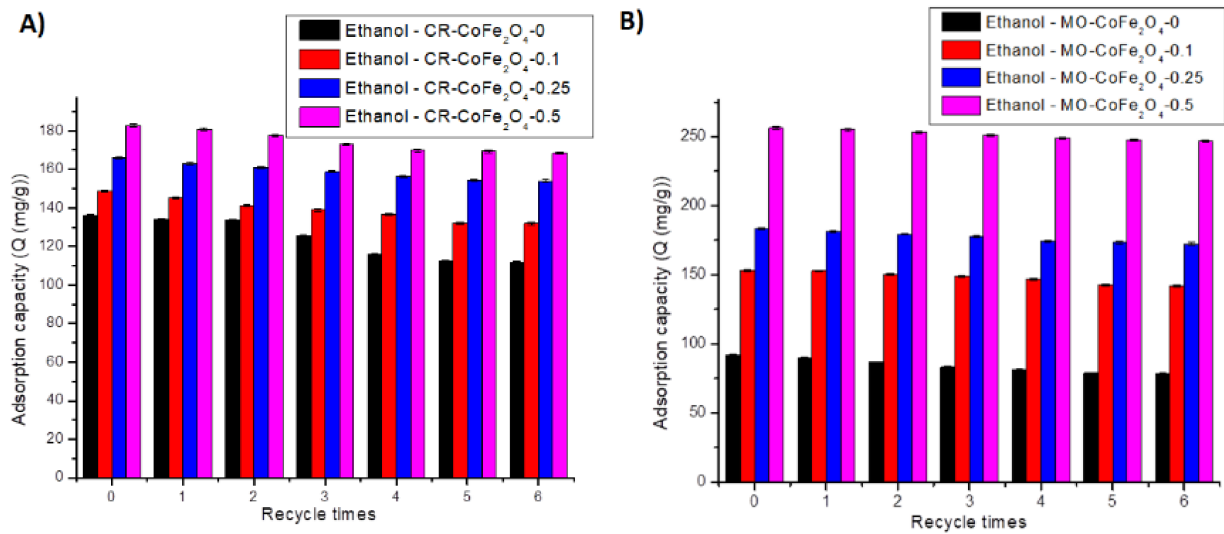 A)
Ethanol - CR-CoFe₂O₄-0
Ethanol - CR-CoFe₂O₄-0.1
Ethanol - CR-CoFe₂O₄-0.25
Ethanol - CR-CoFe₂O₄-0.5
Adsorption capacity (Q (mg/g))
180
160
140
120
100
80
60
40
20
0
0 1 2 3 4 5 6
Recycle times
B)
Ethanol - MO-CoFe₂O₄-0
Ethanol - MO-CoFe₂O₄-0.1
Ethanol - MO-CoFe₂O₄-0.25
Ethanol - MO-CoFe₂O₄-0.5
Adsorption capacity (Q (mg/g))
250
200
150
100
50
0
0 1 2 3 4 5 6
Recycle times